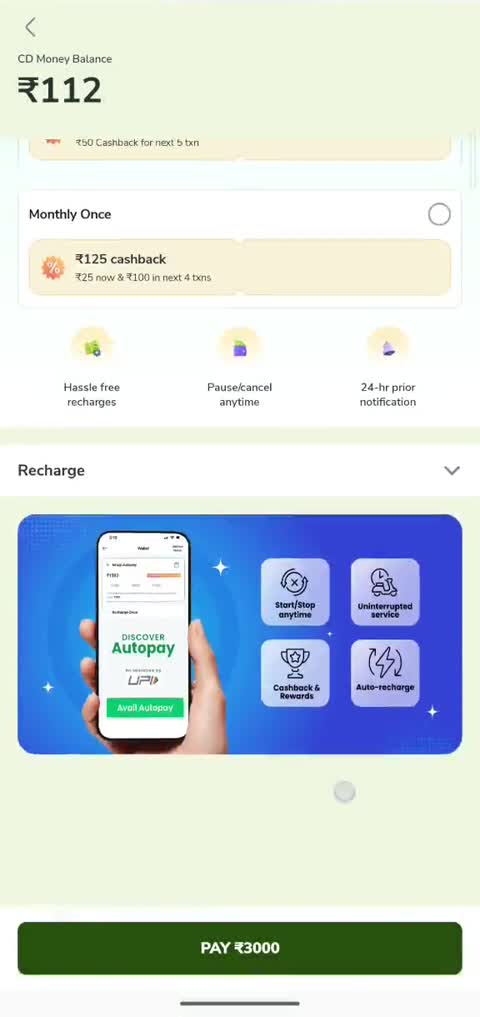 CD Money Balance
₹112
₹50 Cashback for next 5 txn
Monthly Once
₹125 cashback
₹25 now & ₹100 in next 4 txns
Hassle free
recharges
Pause/cancel
anytime
24-hr prior
notification
Recharge
Wallet
DISCOVER
Autopay
UPI
Avail Autopay
Start/Stop
anytime
Uninterrupted
service
Cashback &
Rewards
Auto-recharge
PAY ₹3000